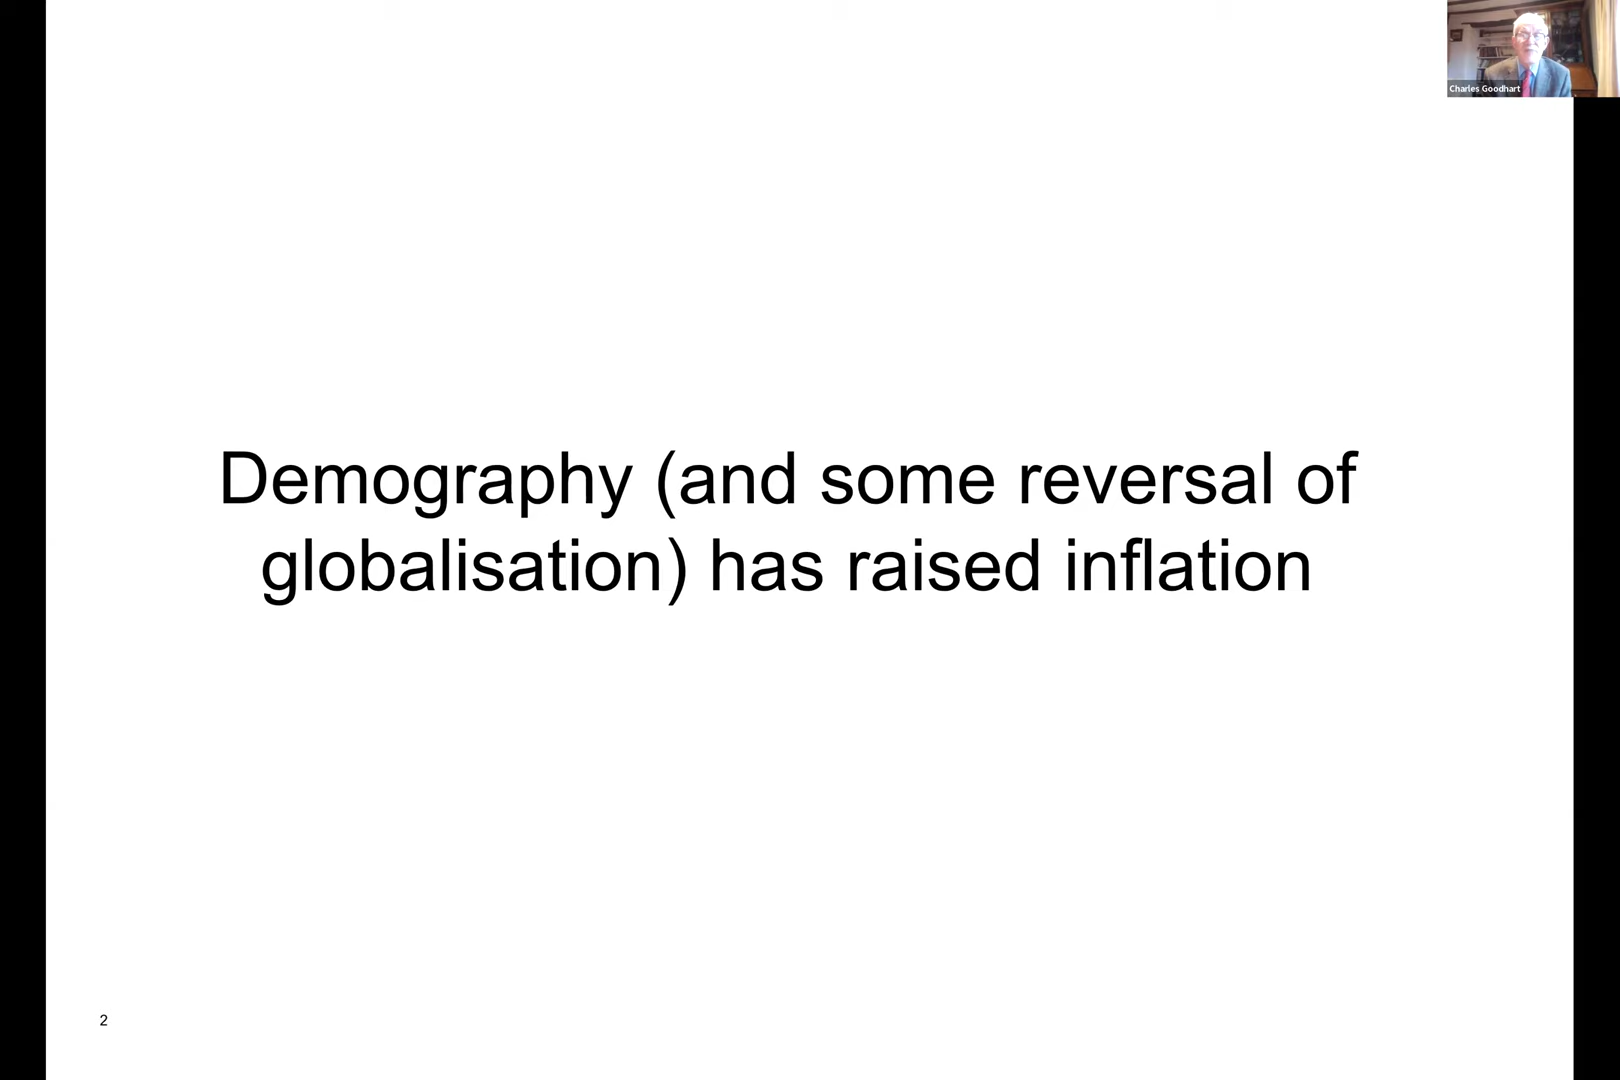 Charles Goodhart
Demography (and some reversal of
globalisation) has raised inflation
2